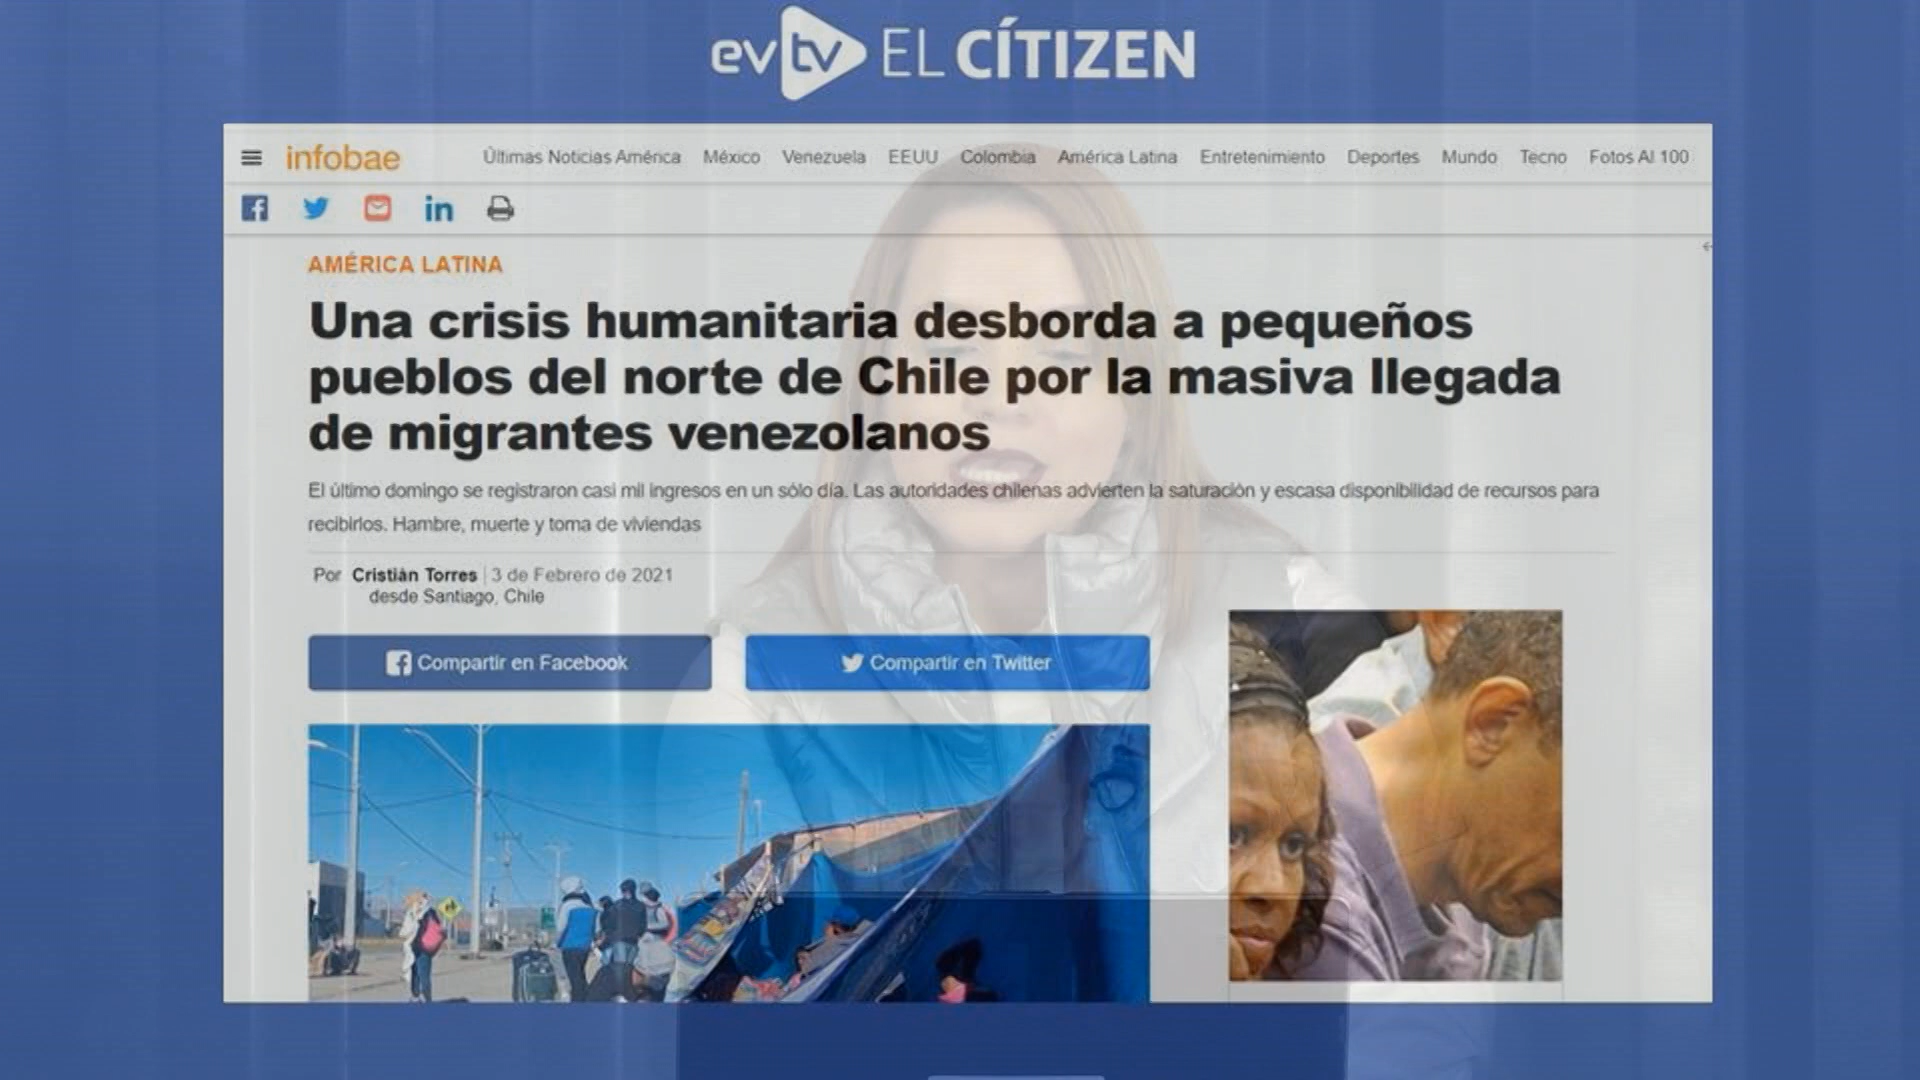 evtv EL CÍTIZEN
infobae Últimas Noticias América México Venezuela EEUU Colombia América Latina Entretenimiento Deportes Mundo Tecno Fotos Al 100
AMÉRICA LATINA
Una crisis humanitaria desborda a pequeños
pueblos del norte de Chile por la masiva llegada
de migrantes venezolanos
El último domingo se registraron casi mil ingresos en un sólo día. Las autoridades chilenas advierten la saturación y escasa disponibilidad de recursos para
recibirlos. Hambre, muerte y toma de viviendas
Por Cristián Torres | 3 de Febrero de 2021
desde Santiago, Chile
Compartir en Facebook
Compartir en Twitter